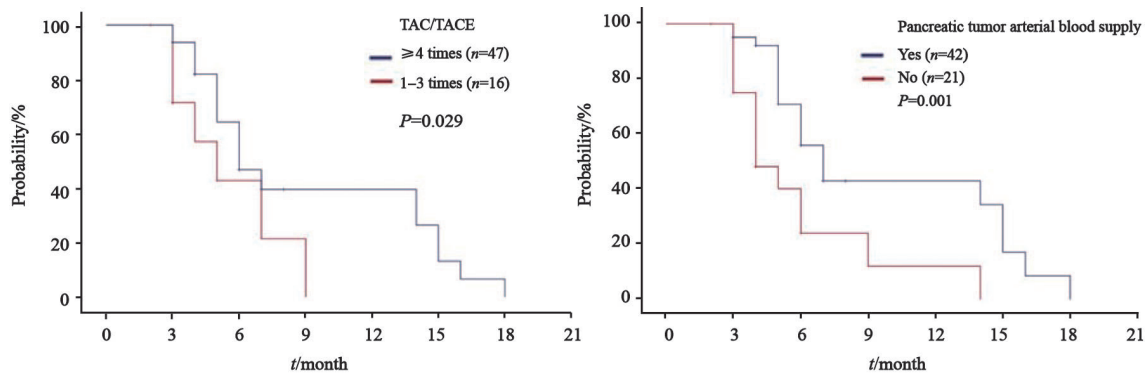 TAC/TACE
≥4 times (n=47)
1–3 times (n=16)
P=0.029
Probability/%
100
80
60
40
20
0
0 3 6 9 12 15 18 21
t/month
Pancreatic tumor arterial blood supply
Yes (n=42)
No (n=21)
P=0.001
Probability/%
100
80
60
40
20
0
0 3 6 9 12 15 18 21
t/month